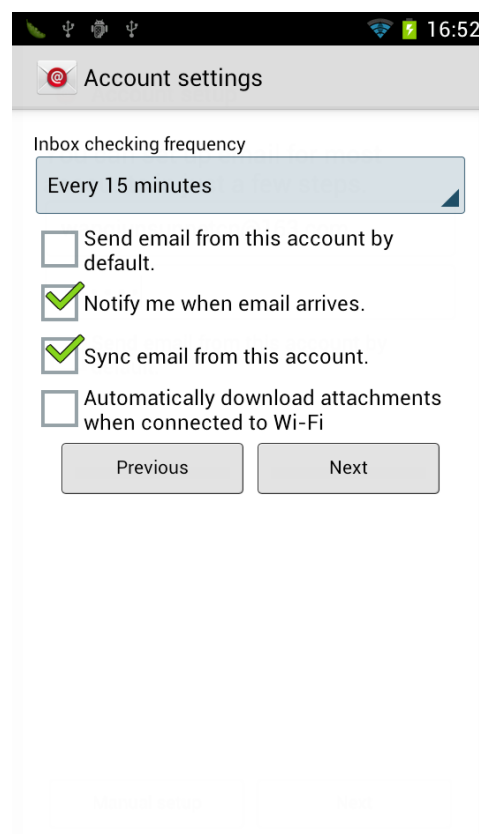 16:52
Account settings
Inbox checking frequency
Every 15 minutes
Send email from this account by
default.
Notify me when email arrives.
Sync email from this account.
Automatically download attachments
when connected to Wi-Fi
Previous
Next